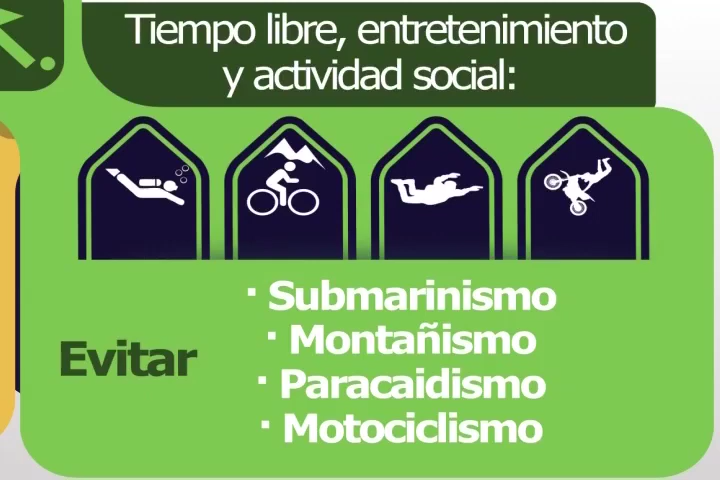 Tiempo libre, entretenimiento
y actividad social:
Evitar
· Submarinismo
· Montañismo
· Paracaidismo
· Motociclismo